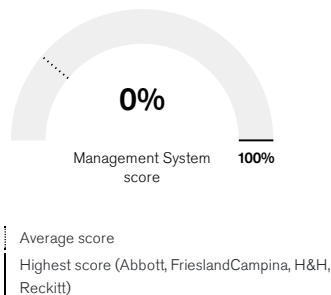 0%
Management System
score
100%
Average score
Highest score (Abbott, FrieslandCampina, H&H,
Reckitt)